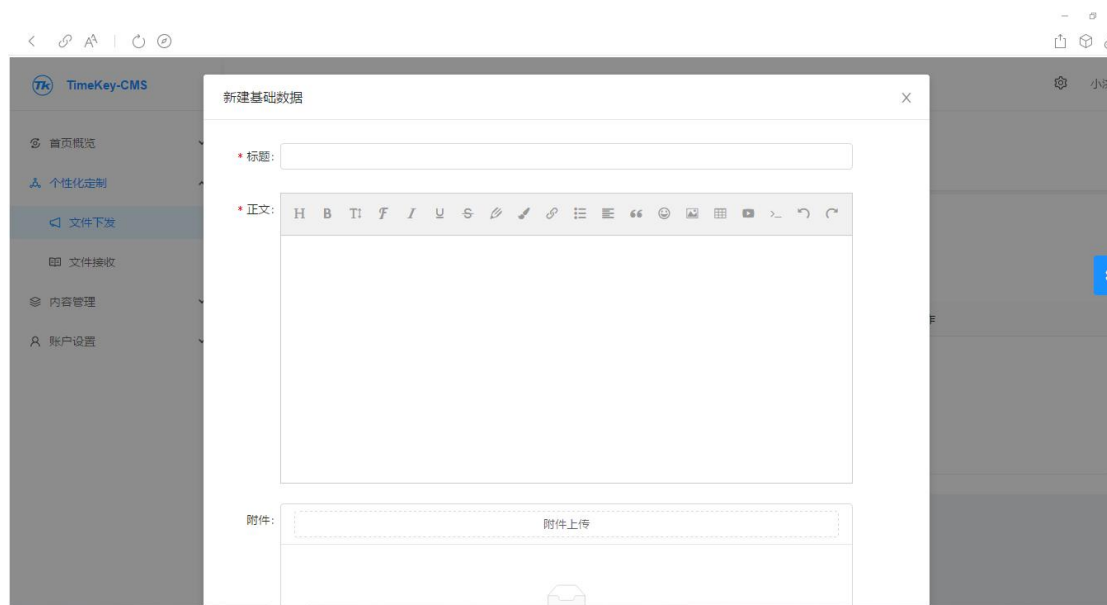 TimeKey-CMS
小
新建基础数据
首页概览
* 标题:
个性化定制
* 正文:
H B T F I U S
文件下发
文件接收
内容管理
账户设置
附件:
附件上传